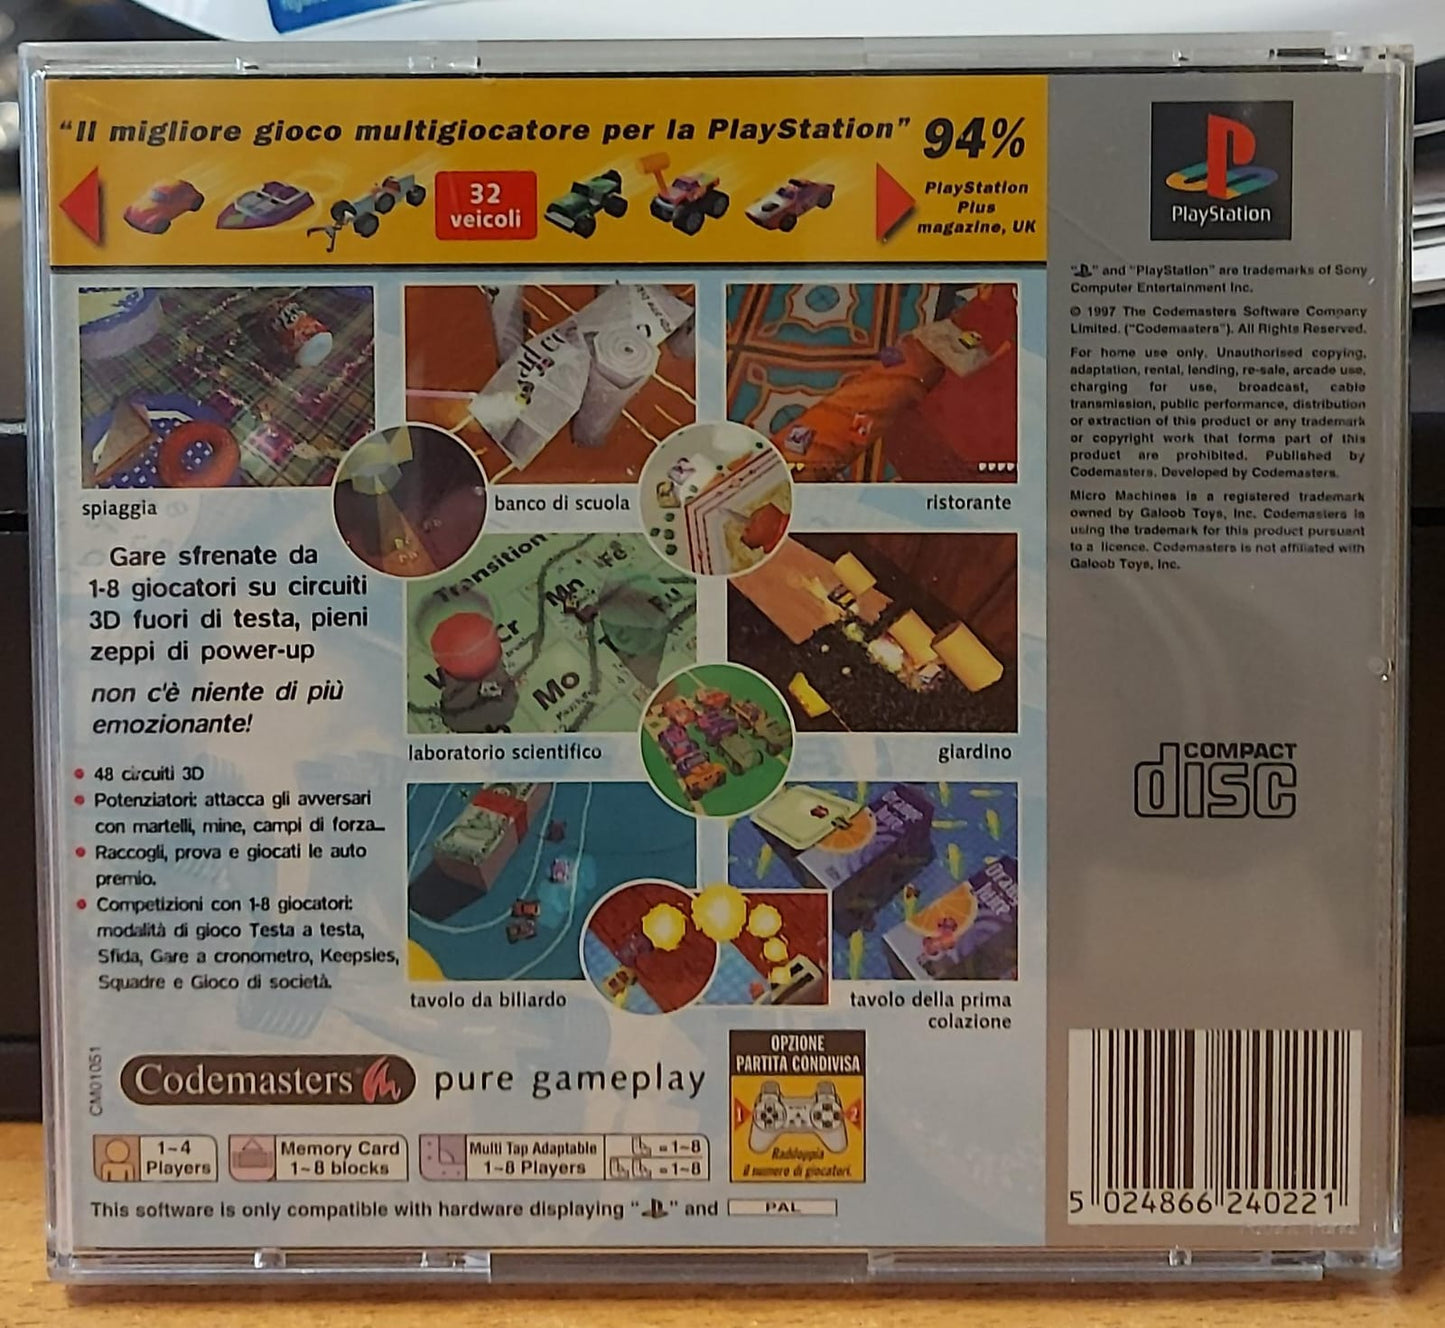 "Il migliore gioco multigiocatore per la PlayStation" 94%
32
veicoli
PlayStation
Plus
magazine, UK
spiaggia
banco di scuola
ristorante
Gare sfrenate da
1-8 giocatori su circuiti
3D fuori di testa, pieni
zeppi di power-up
non c'è niente di più
emozionante!
Transition
Mn
Fe
Cr
Mo
laboratorio scientifico
giardino
• 48 circuiti 3D
• Potenziatori: attacca gli avversari
con martelli, mine, campi di forza...
• Raccogli, prova e giocati le auto
premio.
• Competizioni con 1-8 giocatori:
modalità di gioco Testa a testa,
Sfida, Gare a cronometro, Keepsies,
Squadre e Gioco di società.
tavolo da biliardo
tavolo della prima
colazione
CM01051
Codemasters pure gameplay
OPZIONE
PARTITA CONDIVISA
1 2
Raddoppia
il numero di giocatori.
1~4
Players
Memory Card
1~8 blocks
Multi Tap Adaptable
1~8 Players
= 1~8
= 1~8
This software is only compatible with hardware displaying "PS" and PAL
PlayStation
"PS" and "PlayStation" are trademarks of Sony
Computer Entertainment Inc.
© 1997 The Codemasters Software Company
Limited. ("Codemasters"). All Rights Reserved.
For home use only. Unauthorised copying,
adaptation, rental, lending, re-sale, arcade use,
charging for use, broadcast, cable
transmission, public performance, distribution
or extraction of this product or any trademark
or copyright work that forms part of this
product are prohibited. Published by
Codemasters. Developed by Codemasters.
Micro Machines is a registered trademark
owned by Galoob Toys, Inc. Codemasters is
using the trademark for this product pursuant
to a licence. Codemasters is not affiliated with
Galoob Toys, Inc.
COMPACT
disc
5 024866 240221